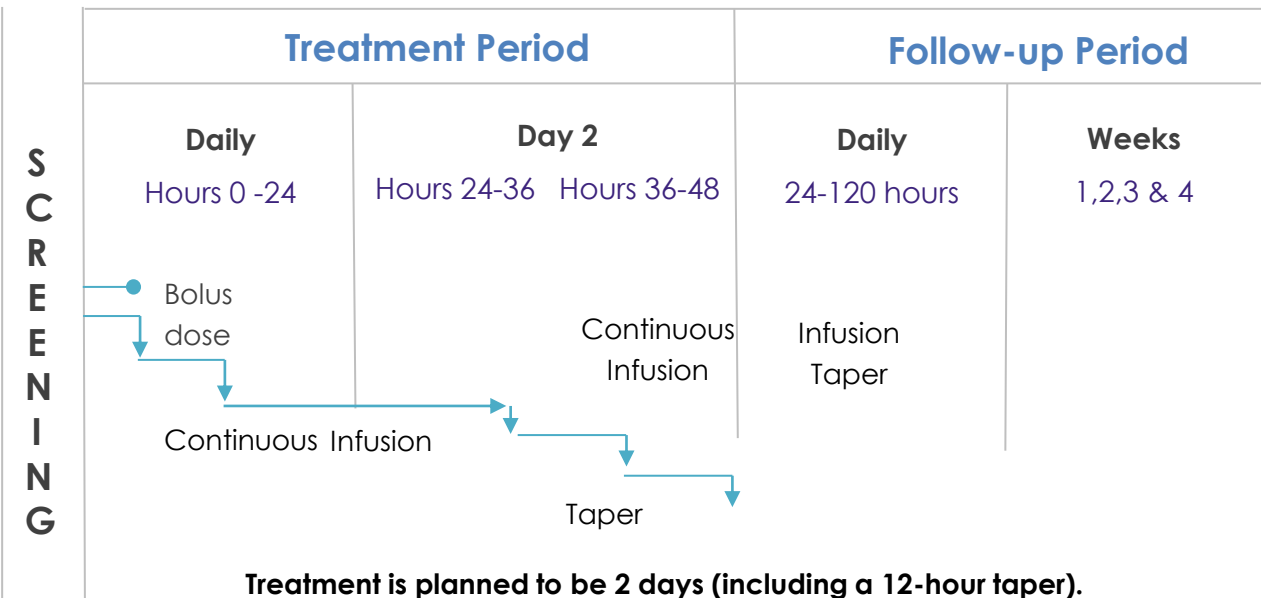 SCREENING
Treatment Period
Follow-up Period
Daily
Hours 0 -24
Day 2
Hours 24-36 Hours 36-48
Daily
24-120 hours
Weeks
1,2,3 & 4
Bolus
dose
Continuous
Infusion
Infusion
Taper
Continuous Infusion
Taper
Treatment is planned to be 2 days (including a 12-hour taper).